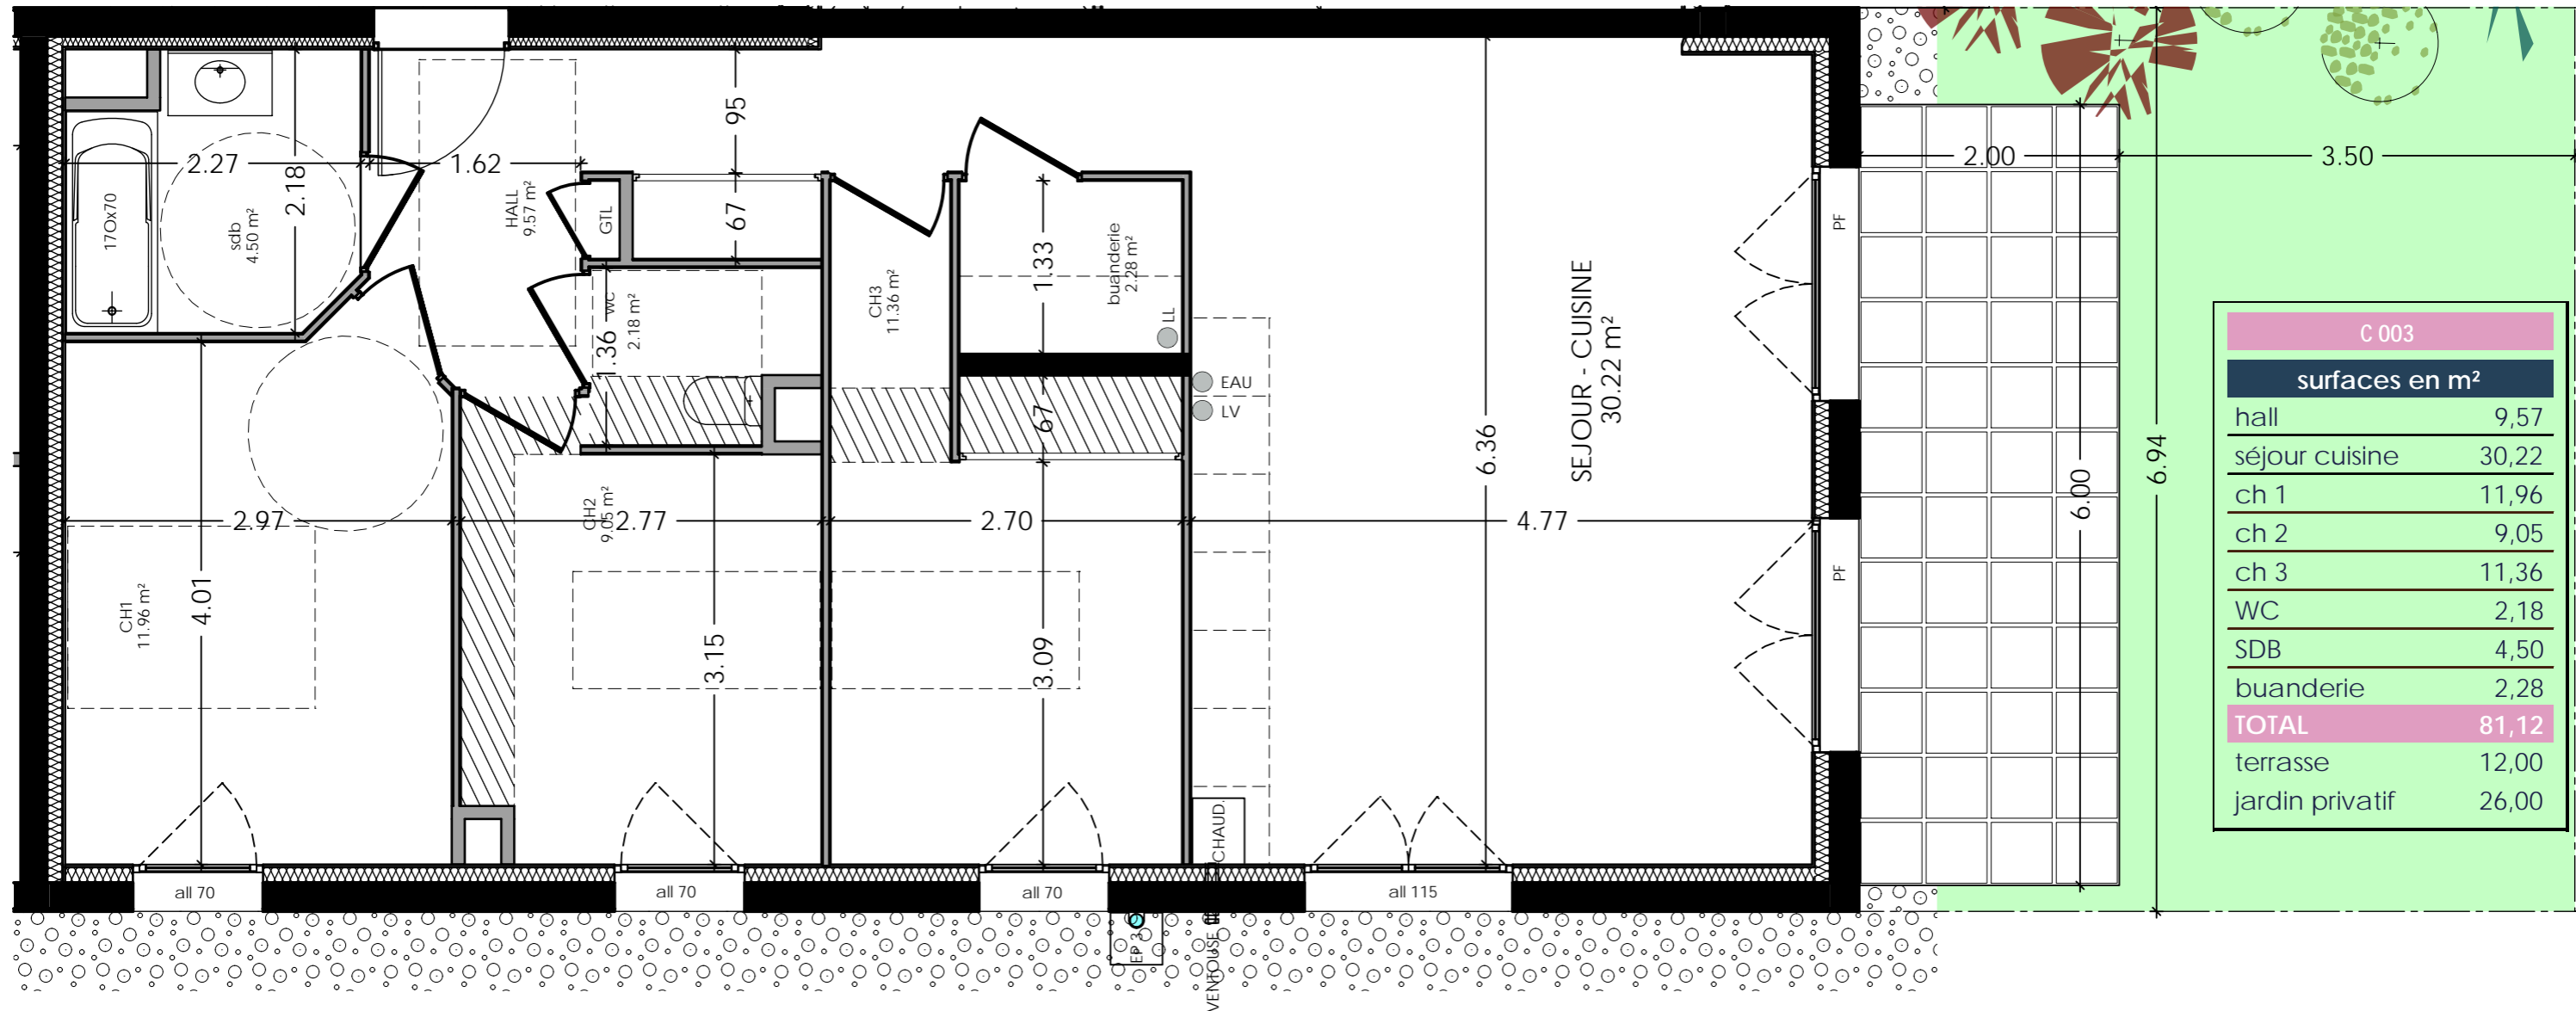 2.27
2.18
1.62
95
67
17Ox70
sdb
4.50 m²
HALL
9.57 m²
GTL
WC
2.18 m²
1.36
CH3
11.36 m²
1.33
buanderie
2.28 m²
LL
67
EAU
LV
SEJOUR - CUISINE
30.22 m²
6.36
PF
PF
2.00
3.50
6.94
6.00
2.97
CH2
9.05 m²
2.77
2.70
4.77
CH1
11.96 m²
4.01
3.15
3.09
CHAUD.
all 70
all 70
all 70
all 115
EP 3
VENTOUSE
C 003
surfaces en m²
hall 9,57
séjour cuisine 30,22
ch 1 11,96
ch 2 9,05
ch 3 11,36
WC 2,18
SDB 4,50
buanderie 2,28
TOTAL 81,12
terrasse 12,00
jardin privatif 26,00